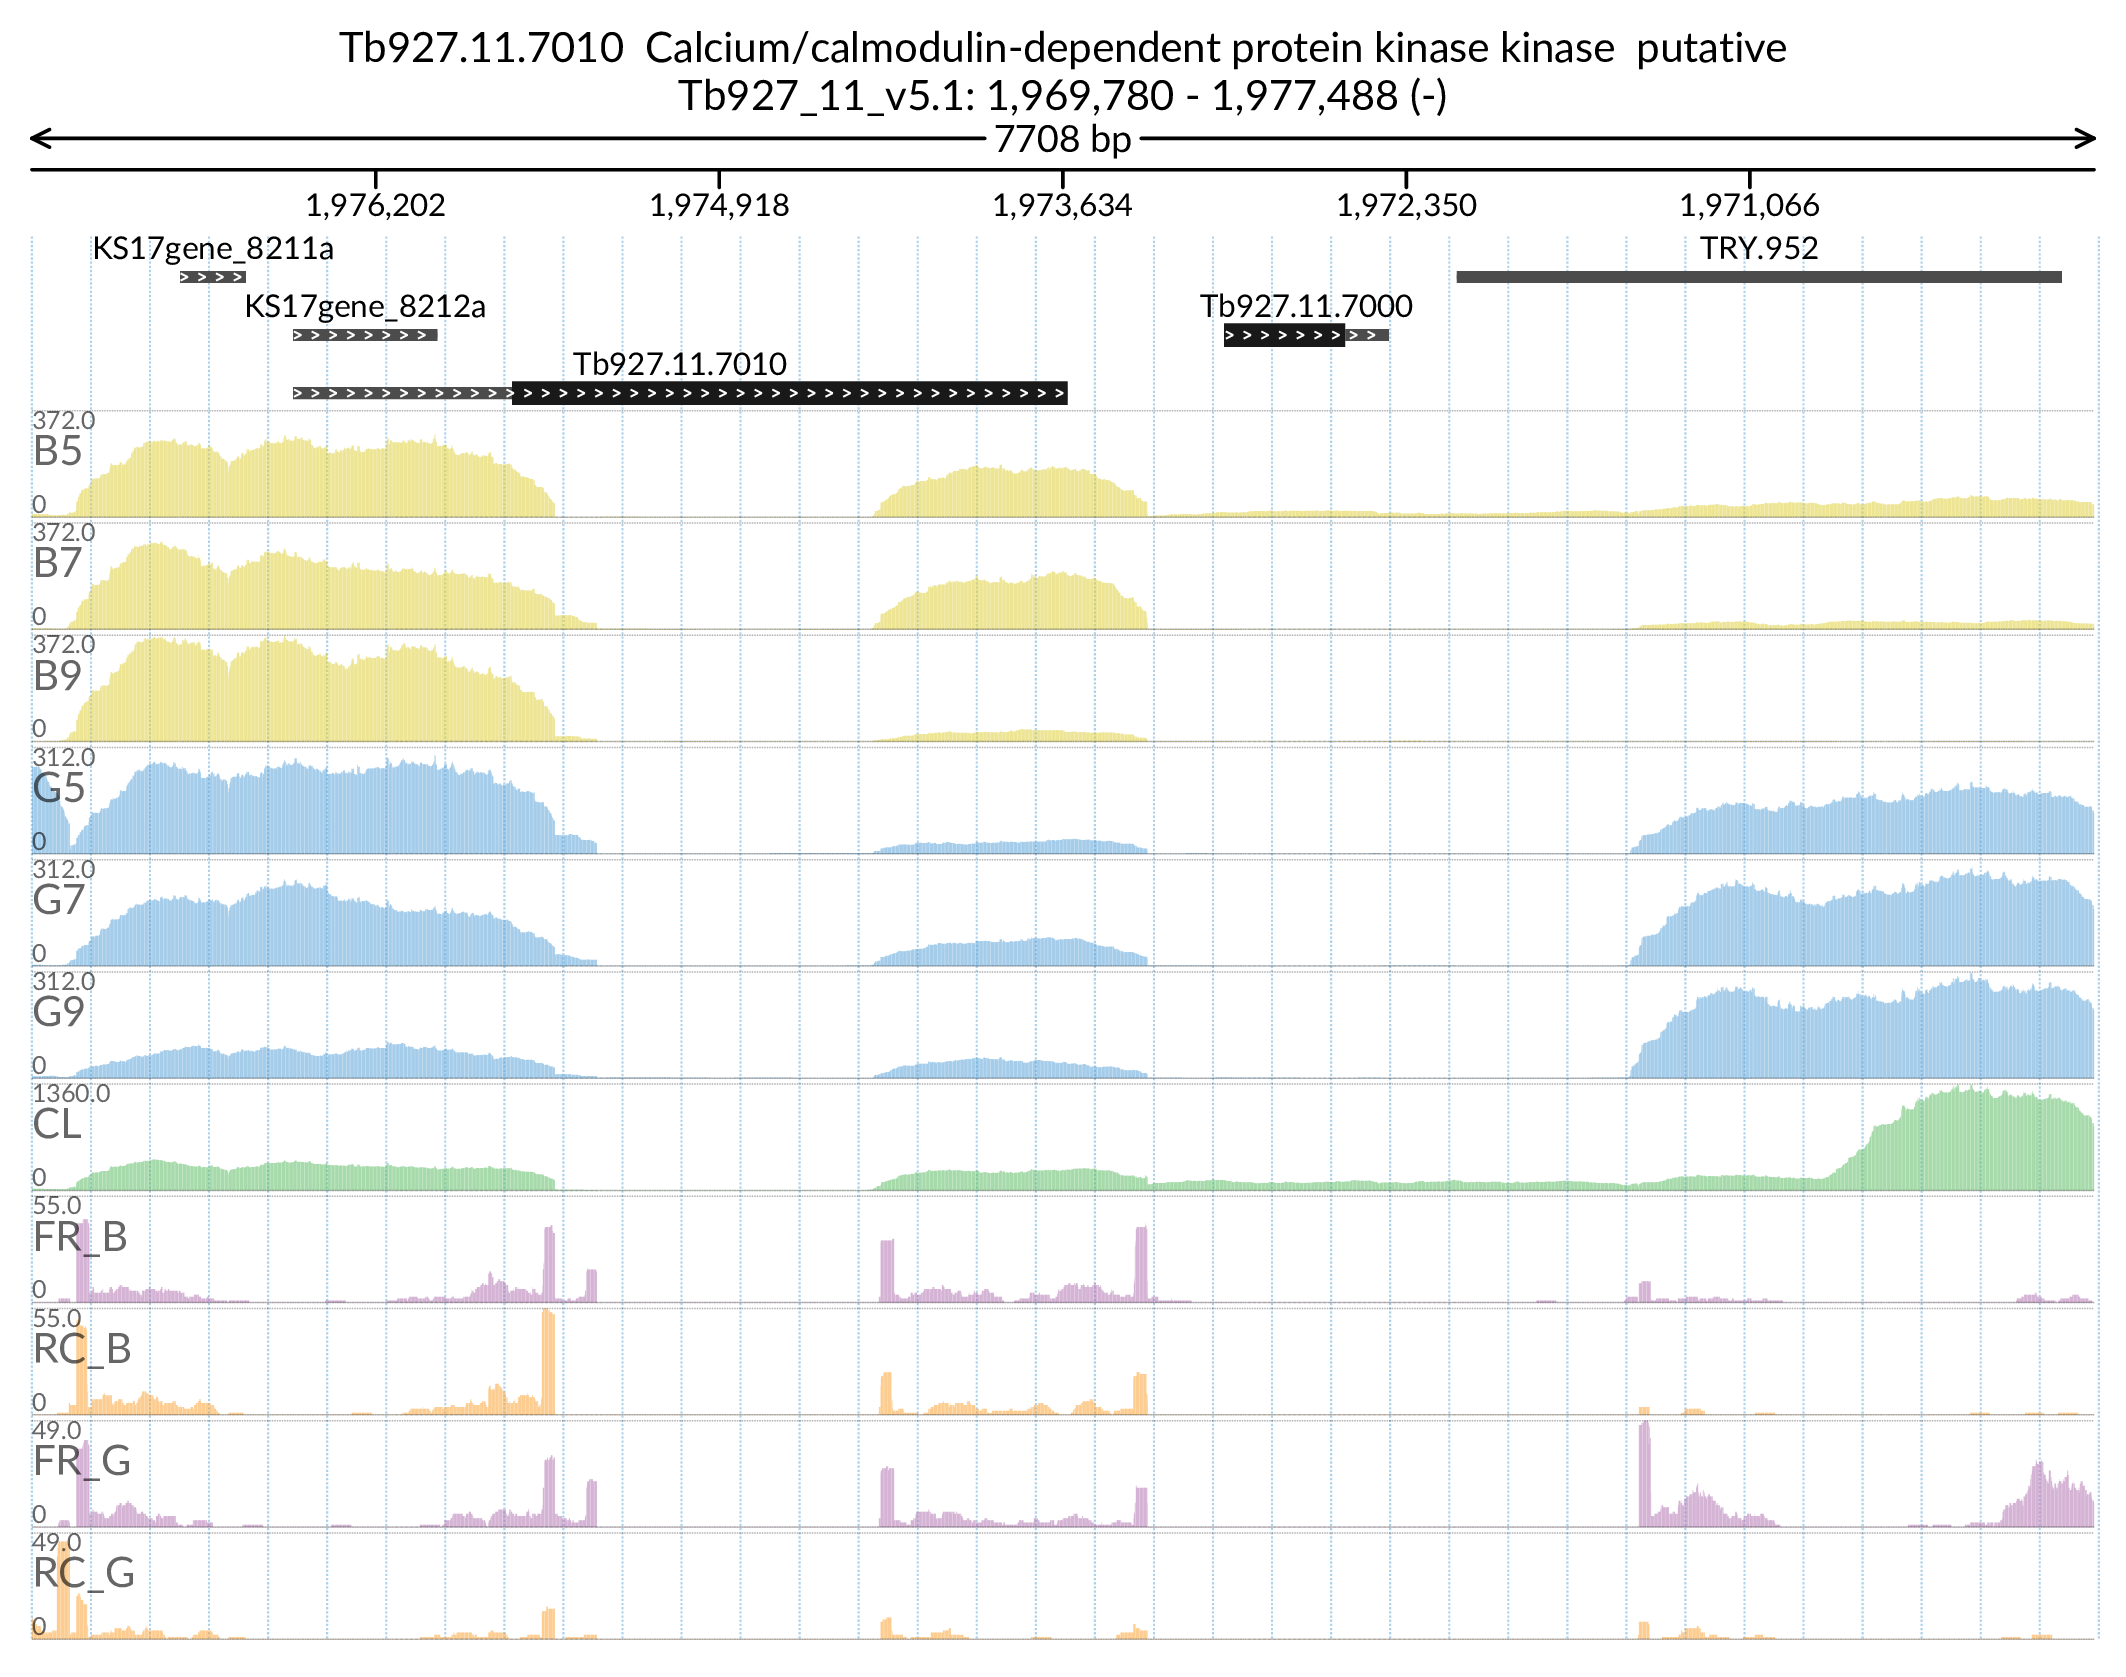 Tb927.11.7010  Calcium/calmodulin-dependent protein kinase kinase  putative
Tb927_11_v5.1: 1,969,780 - 1,977,488 (-)
7708 bp
1,976,202 1,974,918 1,973,634 1,972,350 1,971,066
KS17gene_8211a TRY.952
KS17gene_8212a Tb927.11.7000
Tb927.11.7010
372.0
B5
0
372.0
B7
0
372.0
B9
0
312.0
G5
0
312.0
G7
0
312.0
G9
0
1360.0
CL
0
55.0
FR_B
0
55.0
RC_B
0
49.0
FR_G
0
49.0
RC_G
0